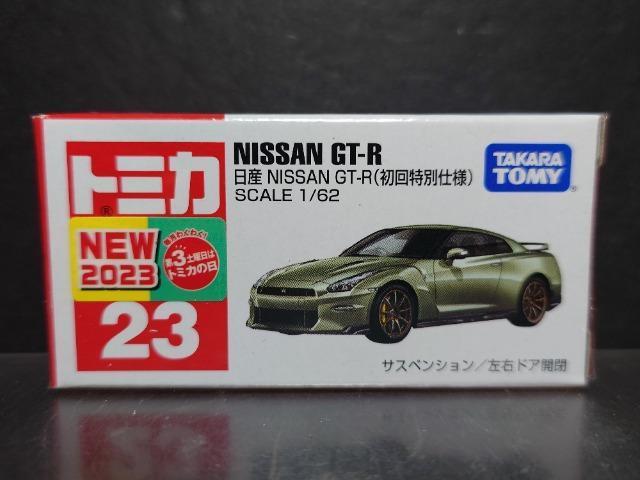 トミカ
®
NISSAN GT-R
日産 NISSAN GT-R(初回特別仕様)
SCALE 1/62
TAKARA
TOMY
NEW
2023
第3土曜日は
トミカの日
23
サスペンション/左右ドア開閉